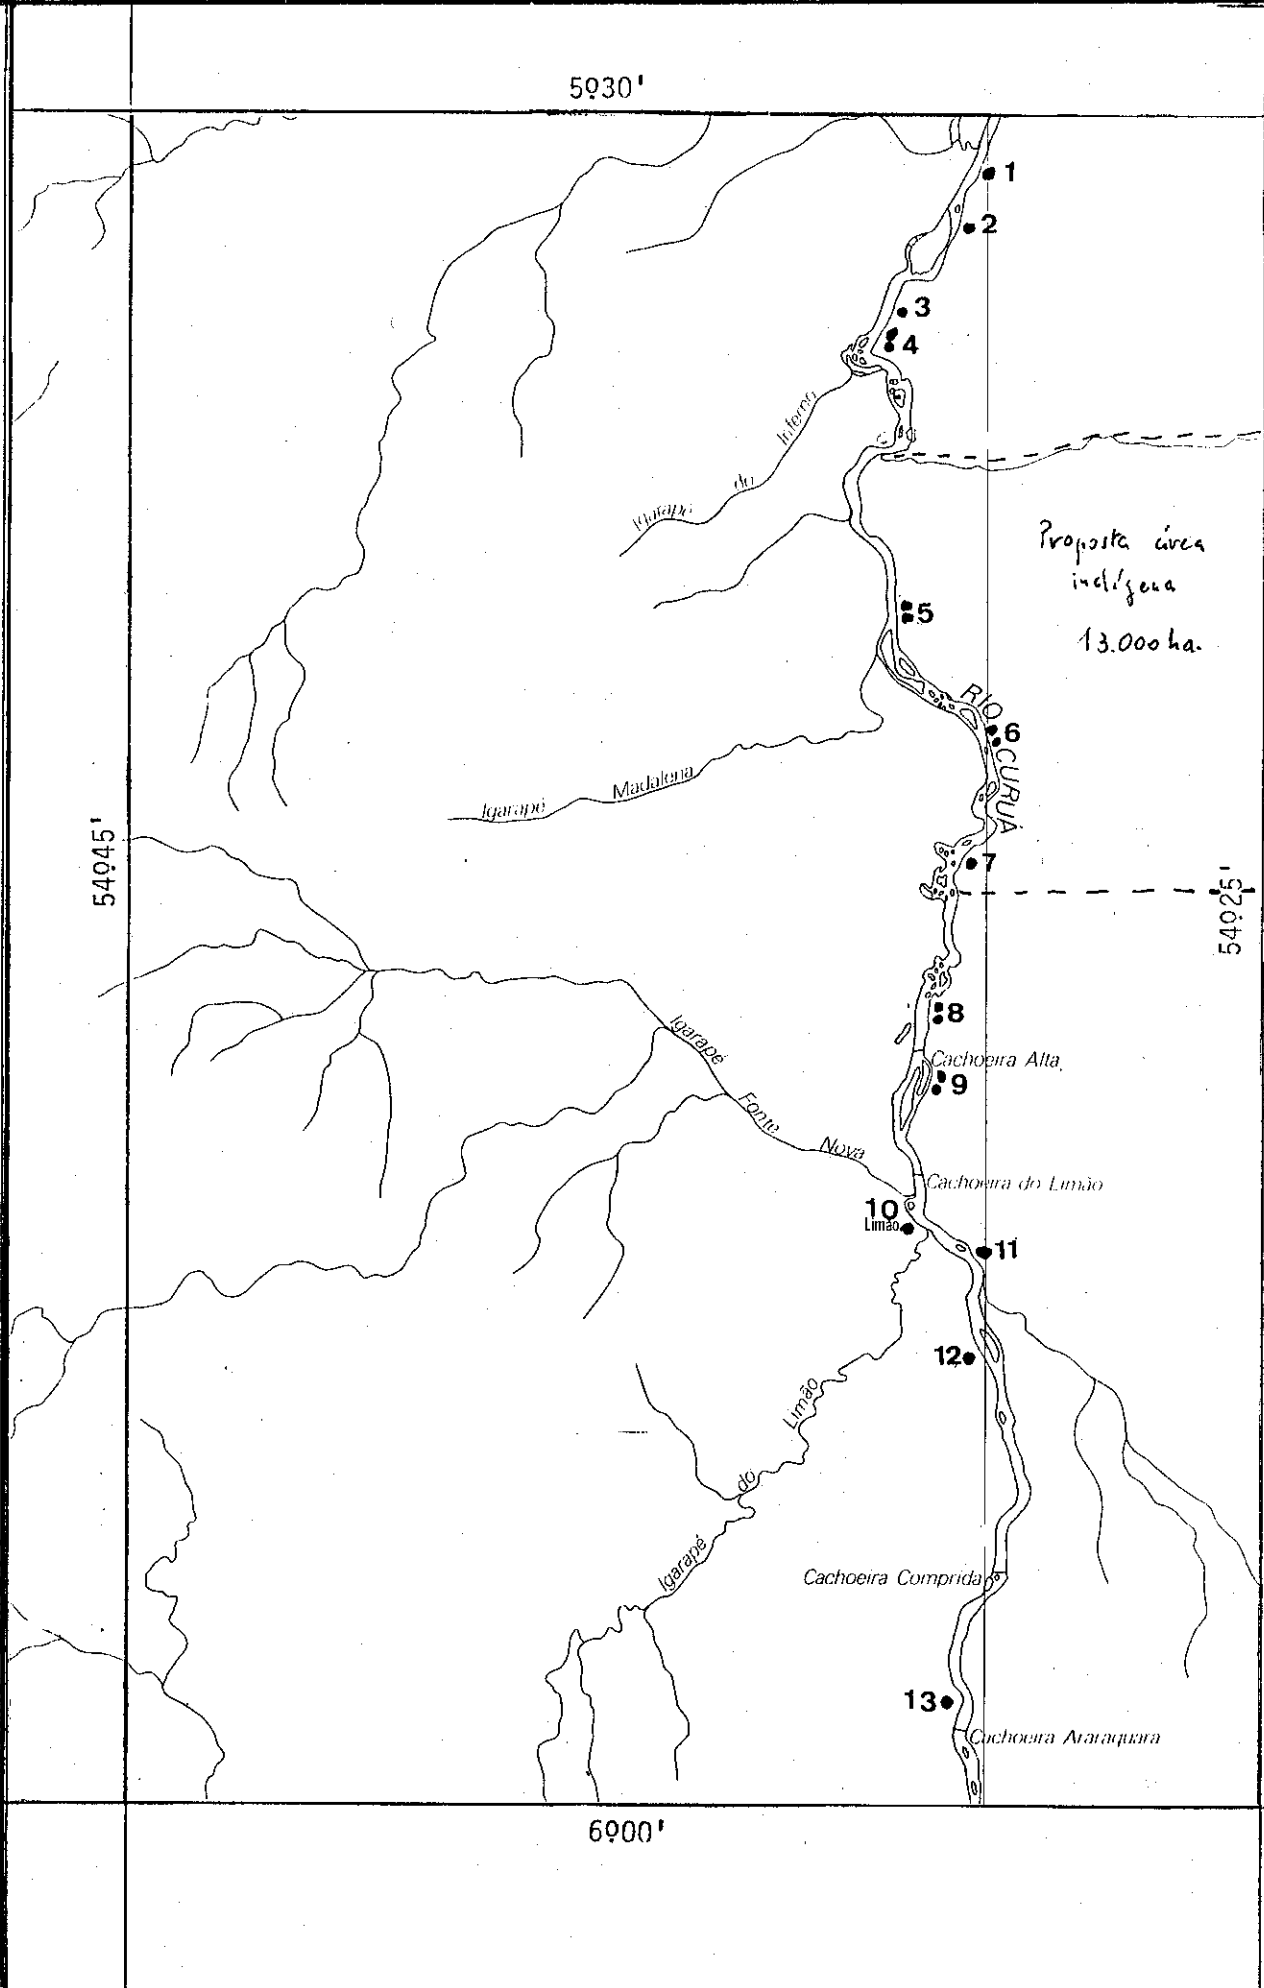 5º30'
1
2
3
4
Igarapé do Inferno
Proposta área
indígena
13.000 ha.
5
RIO CURUÁ
6
Igarapé Madalena
54º45'
7
54º25'
8
Igarapé Fonte Nova
Cachoeira Alta
9
Cachoeira do Limão
10
Limão
11
12
Igarapé do Limão
Cachoeira Comprida
13
Cachoeira Araraquara
6º00'